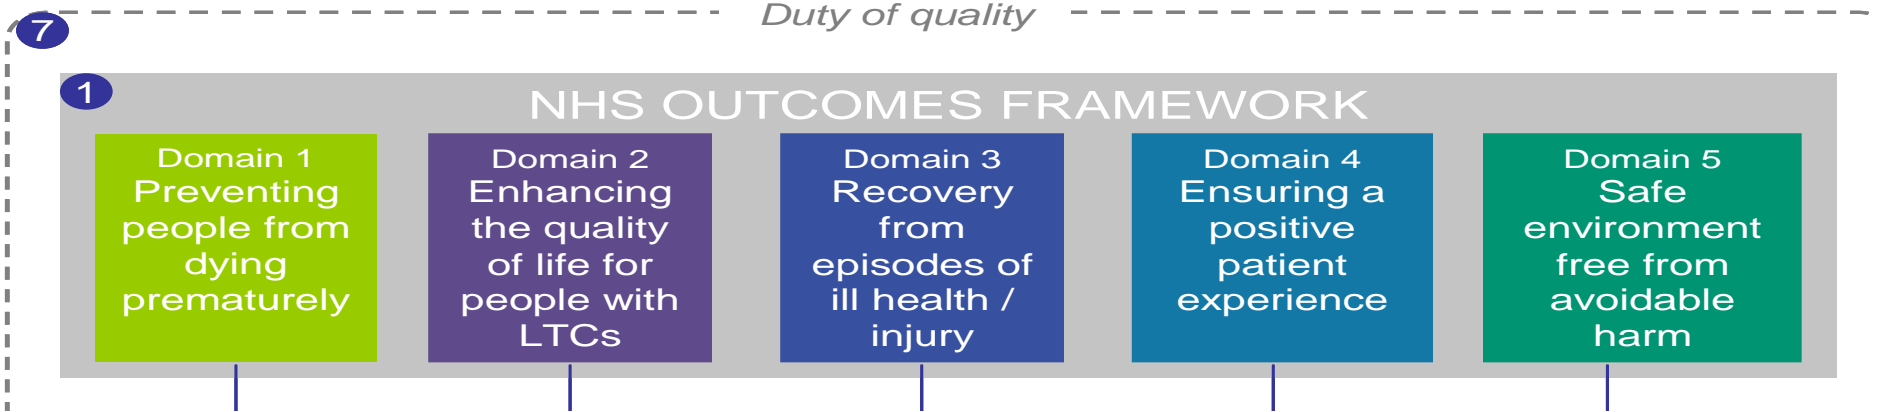 Duty of quality
7
1
NHS OUTCOMES FRAMEWORK
Domain 1
Preventing
people from
dying
prematurely
Domain 2
Enhancing
the quality
of life for
people with
LTCs
Domain 3
Recovery
from
episodes of
ill health /
injury
Domain 4
Ensuring a
positive
patient
experience
Domain 5
Safe
environment
free from
avoidable
harm